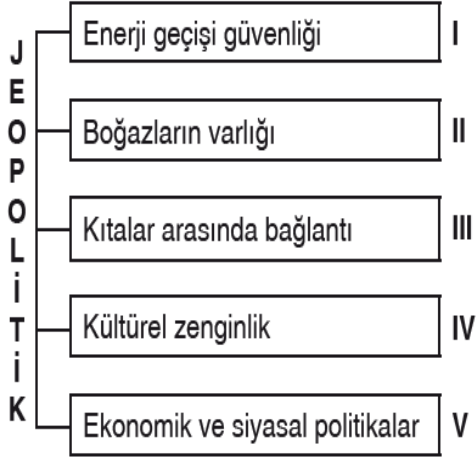 JEOPOLİTİK
Enerji geçişi güvenliği I
Boğazların varlığı II
Kıtalar arasında bağlantı III
Kültürel zenginlik IV
Ekonomik ve siyasal politikalar V